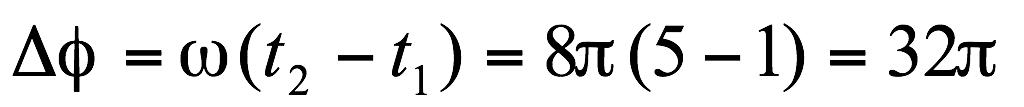 Δϕ = ω(t₂ − t₁) = 8π(5 − 1) = 32π